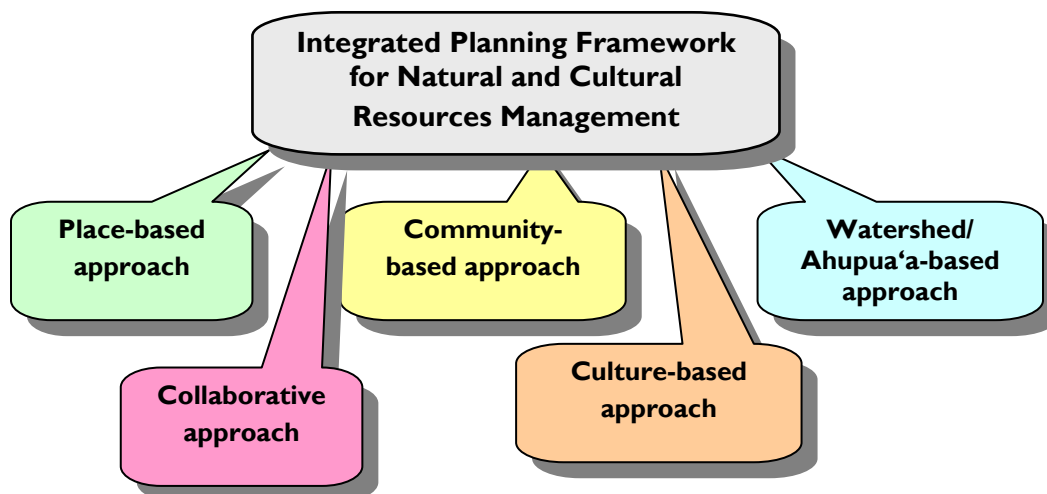 Integrated Planning Framework
for Natural and Cultural
Resources Management
Place-based
approach
Community-
based approach
Watershed/
Ahupua‘a-based
approach
Collaborative
approach
Culture-based
approach